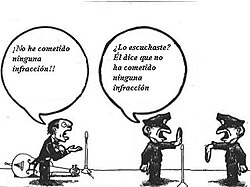 ¡No he cometido
ninguna
infracción!!
¿Lo escuchaste?
Él dice que no
ha cometido
ninguna
infracción